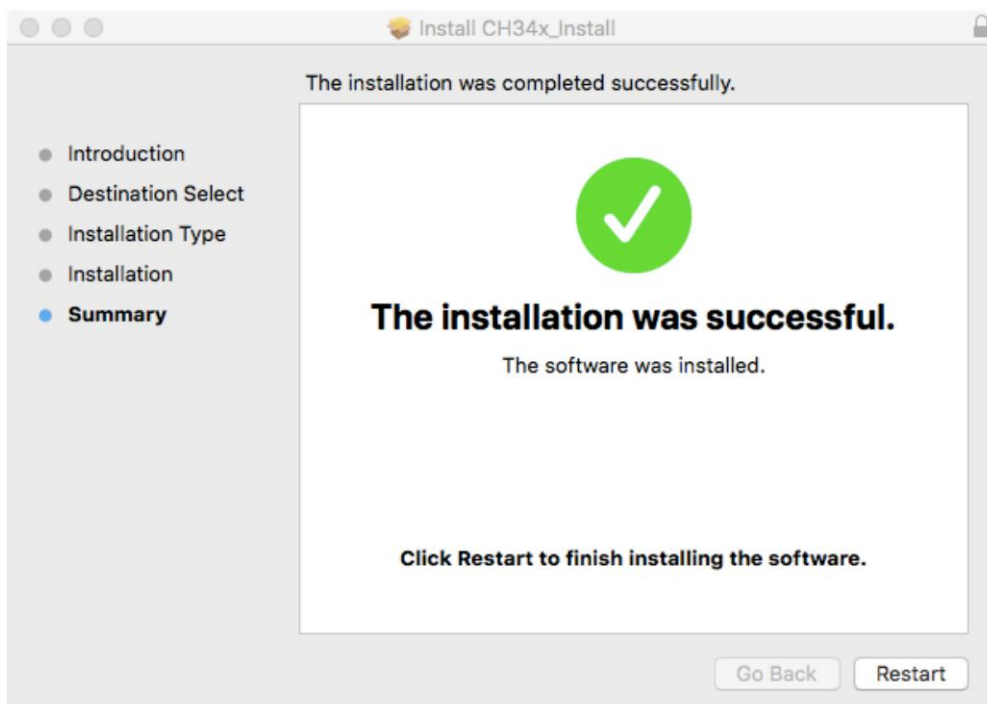 Install CH34x_Install
The installation was completed successfully.
Introduction
Destination Select
Installation Type
Installation
Summary
The installation was successful.
The software was installed.
Click Restart to finish installing the software.
Go Back
Restart